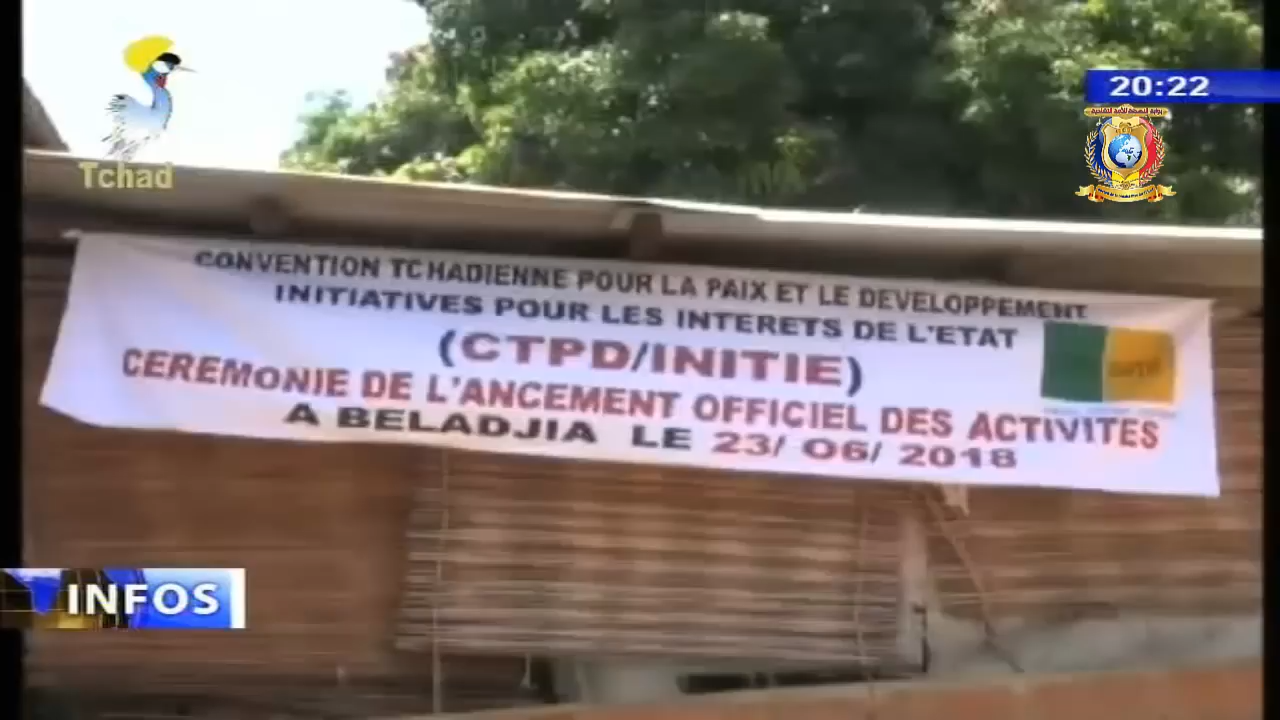 Tchad
20:22
CONVENTION TCHADIENNE POUR LA PAIX ET LE DEVELOPPEMENT
INITIATIVES POUR LES INTERETS DE L'ETAT
(CTPD/INITIE)
CEREMONIE DE L'ANCEMENT OFFICIEL DES ACTIVITES
A BELADJIA LE 23/ 06/ 2018
INFOS